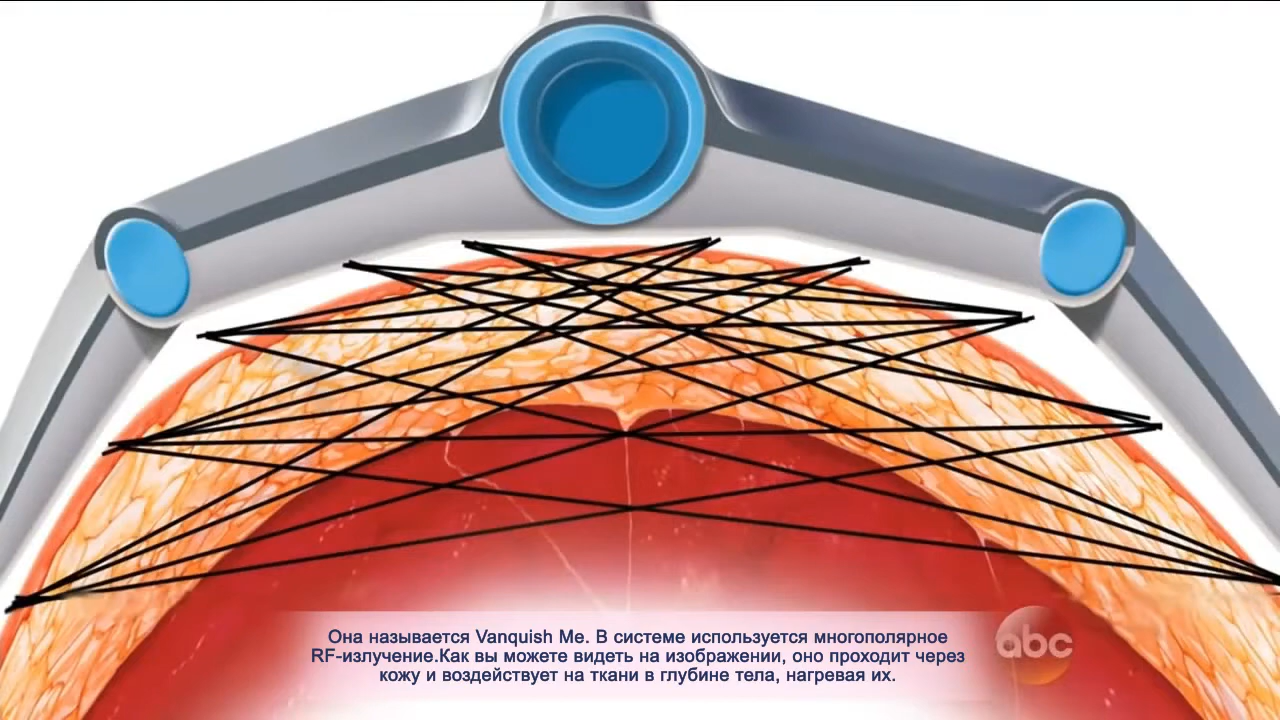 Она называется Vanquish Me. В системе используется многополярное
RF-излучение.Как вы можете видеть на изображении, оно проходит через
кожу и воздействует на ткани в глубине тела, нагревая их.
abc